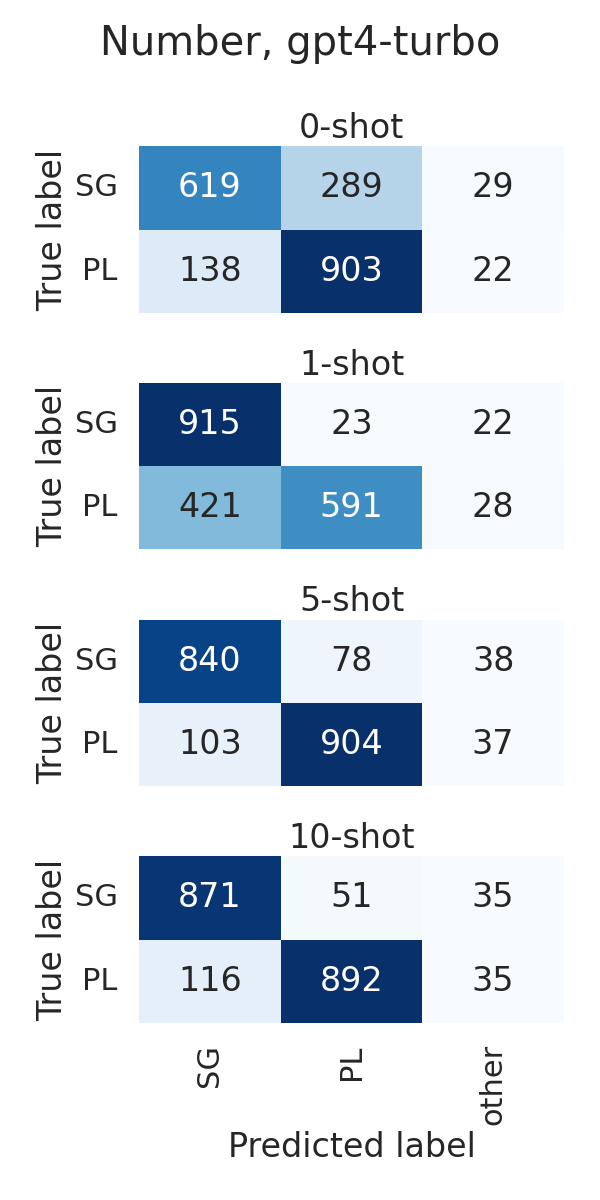 Number, gpt4-turbo
0-shot
True label
SG 619 289 29
PL 138 903 22
1-shot
True label
SG 915 23 22
PL 421 591 28
5-shot
True label
SG 840 78 38
PL 103 904 37
10-shot
True label
SG 871 51 35
PL 116 892 35
SG PL other
Predicted label